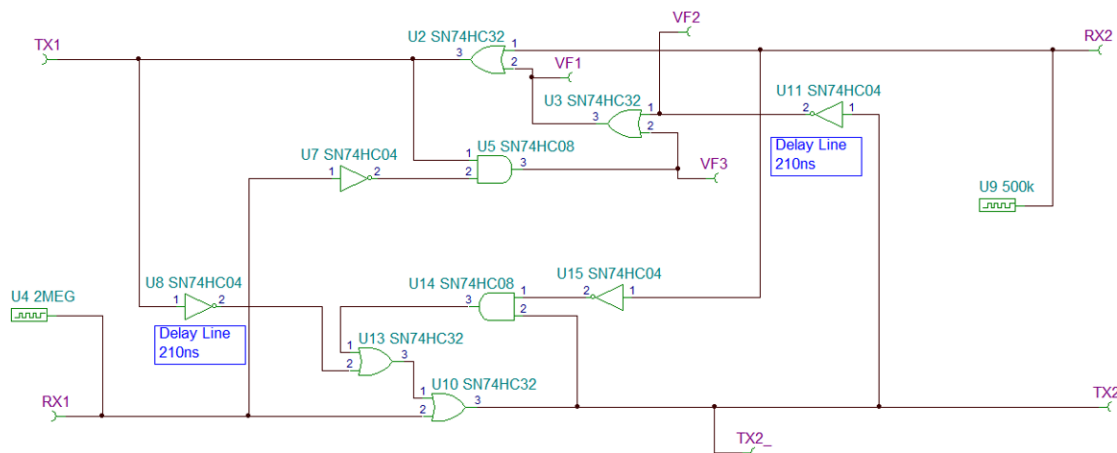 VF2
TX1
U2 SN74HC32
3
1
2
RX2
VF1
U3 SN74HC32
3
1
2
U11 SN74HC04
2
1
Delay Line
210ns
U7 SN74HC04
1
2
U5 SN74HC08
1
2
3
VF3
U9 500k
U4 2MEG
U8 SN74HC04
1
2
Delay Line
210ns
U14 SN74HC08
3
1
2
U15 SN74HC04
2
1
U13 SN74HC32
1
2
3
U10 SN74HC32
1
2
3
RX1
TX2
TX2_